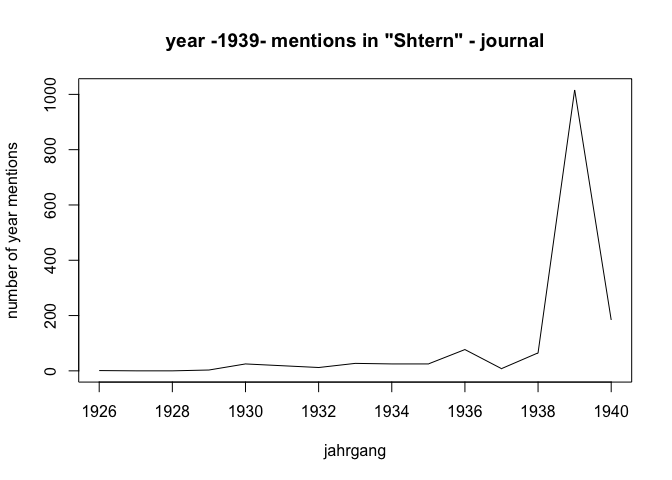 year -1939- mentions in "Shtern" - journal
number of year mentions
1000
800
600
400
200
0
1926 1928 1930 1932 1934 1936 1938 1940
jahrgang